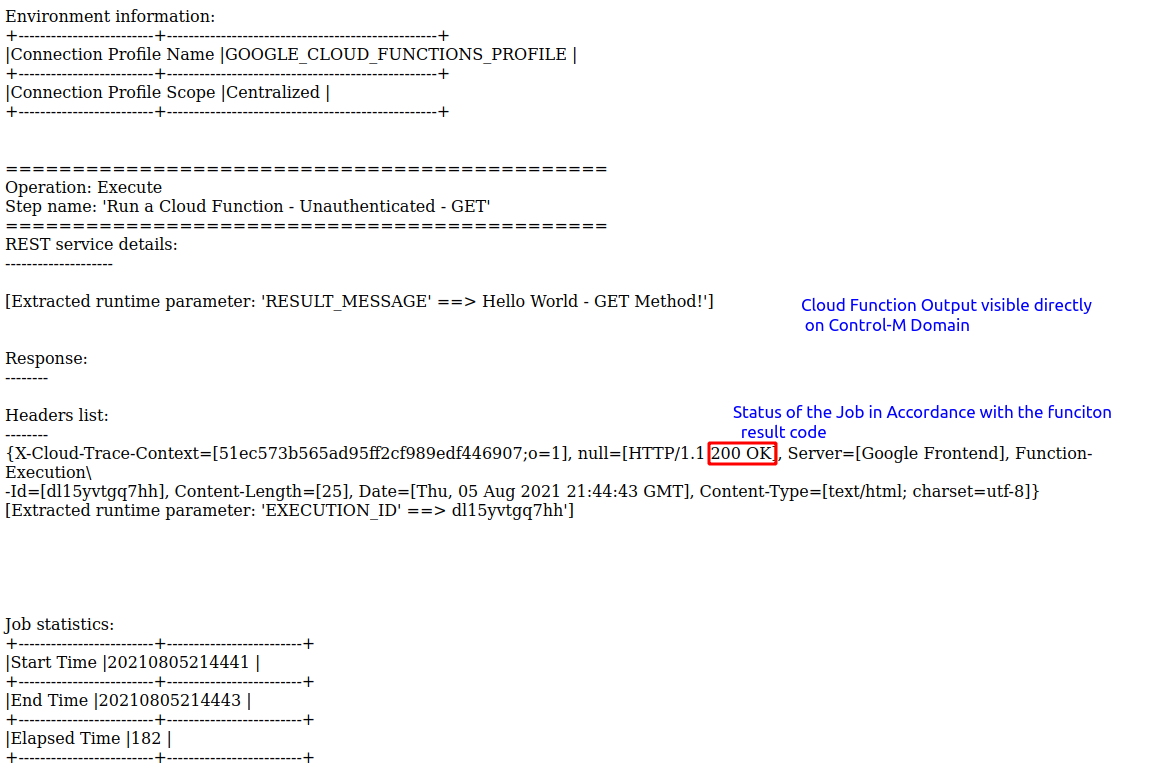 Environment information:
+-------------------------+--------------------------------------------------+
|Connection Profile Name |GOOGLE_CLOUD_FUNCTIONS_PROFILE |
+-------------------------+--------------------------------------------------+
|Connection Profile Scope |Centralized |
+-------------------------+--------------------------------------------------+
=============================================
Operation: Execute
Step name: 'Run a Cloud Function - Unauthenticated - GET'
=============================================
REST service details:
--------------------
[Extracted runtime parameter: 'RESULT_MESSAGE' ==> Hello World - GET Method!']
Cloud Function Output visible directly
on Control-M Domain
Response:
--------
Headers list:
--------
Status of the Job in Accordance with the funciton
result code
{X-Cloud-Trace-Context=[51ec573b565ad95ff2cf989edf446907;o=1], null=[HTTP/1.1 200 OK], Server=[Google Frontend], Function-
Execution\
-Id=[dl15yvtgq7hh], Content-Length=[25], Date=[Thu, 05 Aug 2021 21:44:43 GMT], Content-Type=[text/html; charset=utf-8]}
[Extracted runtime parameter: 'EXECUTION_ID' ==> dl15yvtgq7hh']
Job statistics:
+-------------------------+-------------------------+
|Start Time |20210805214441 |
+-------------------------+-------------------------+
|End Time |20210805214443 |
+-------------------------+-------------------------+
|Elapsed Time |182 |
+-------------------------+-------------------------+